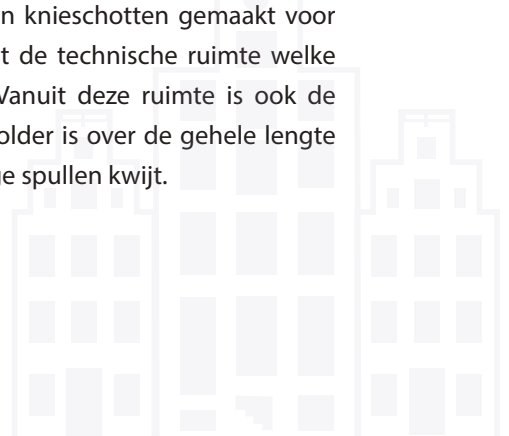 n knieschotten gemaakt voor
t de technische ruimte welke
Vanuit deze ruimte is ook de
older is over de gehele lengte
ge spullen kwijt.